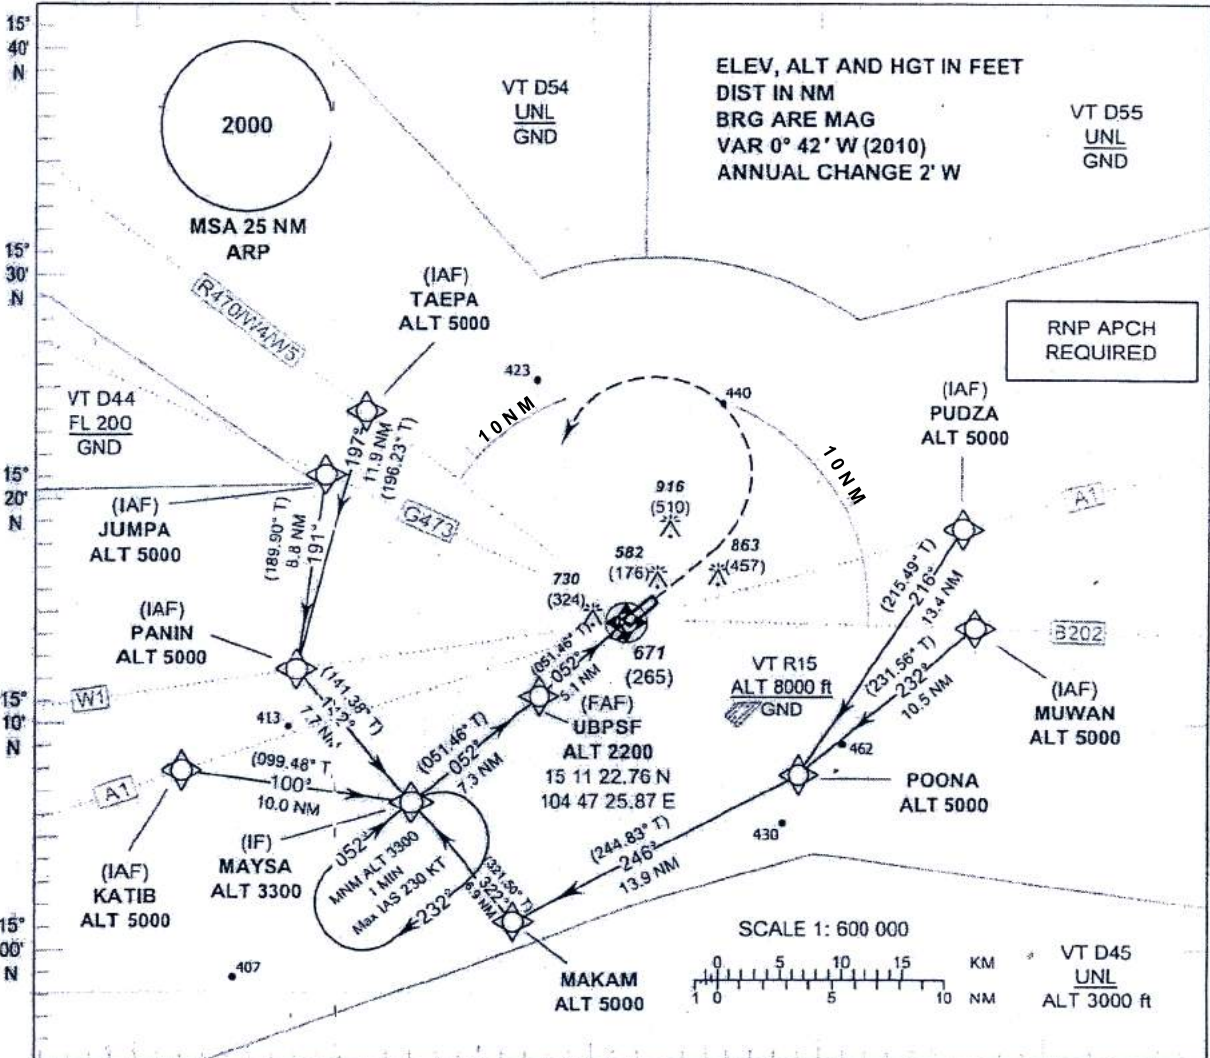 15°
40'
N
2000
MSA 25 NM
ARP
VT D54
UNL
GND
ELEV, ALT AND HGT IN FEET
DIST IN NM
BRG ARE MAG
VAR 0° 42' W (2010)
ANNUAL CHANGE 2' W
VT D55
UNL
GND
15°
30'
N
R470/W4/W5
(IAF)
TAEPA
ALT 5000
RNP APCH
REQUIRED
VT D44
FL 200
GND
423
10NM
440
10NM
(IAF)
PUDZA
ALT 5000
197°
11.9 NM
(196.23° T)
15°
20'
N
(IAF)
JUMPA
ALT 5000
(189.90° T)
8.8 NM
191°
G473
916
(510)
582
(176)
863
(457)
730
(324)
A1
(215.49° T)
216°
13.4 NM
(IAF)
PANIN
ALT 5000
671
(265)
(051.46° T)
052°
5.1 NM
VT R15
ALT 8000 ft
GND
(231.56° T)
232°
10.5 NM
B202
(IAF)
MUWAN
ALT 5000
15°
10'
N
W1
413
(141.38° T)
142°
7.7 NM
(FAF)
UBPSF
ALT 2200
15 11 22.76 N
104 47 25.87 E
(051.46° T)
052°
7.3 NM
462
POONA
ALT 5000
A1
(099.48° T
100°
10.0 NM
430
(IAF)
KATIB
ALT 5000
(IF)
MAYSA
ALT 3300
052°
MNM ALT 3300
1 MIN
Max IAS 230 KT
232°
(321.50° T)
322°
6.9 NM
(244.83° T)
246°
13.9 NM
15°
00'
N
407
MAKAM
ALT 5000
SCALE 1: 600 000
0 5 10 15 KM
1 0 5 10 NM
VT D45
UNL
ALT 3000 ft